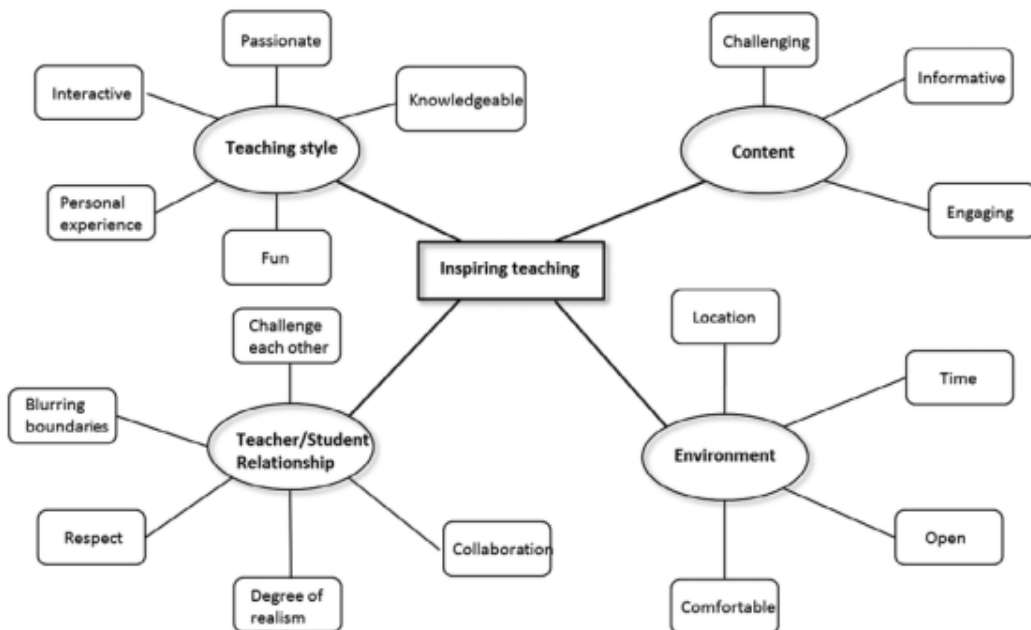 Passionate
Challenging
Interactive
Knowledgeable
Informative
Teaching style
Content
Personal
experience
Engaging
Fun
Inspiring teaching
Challenge
each other
Location
Time
Blurring
boundaries
Teacher/Student
Relationship
Environment
Respect
Collaboration
Open
Degree of
realism
Comfortable